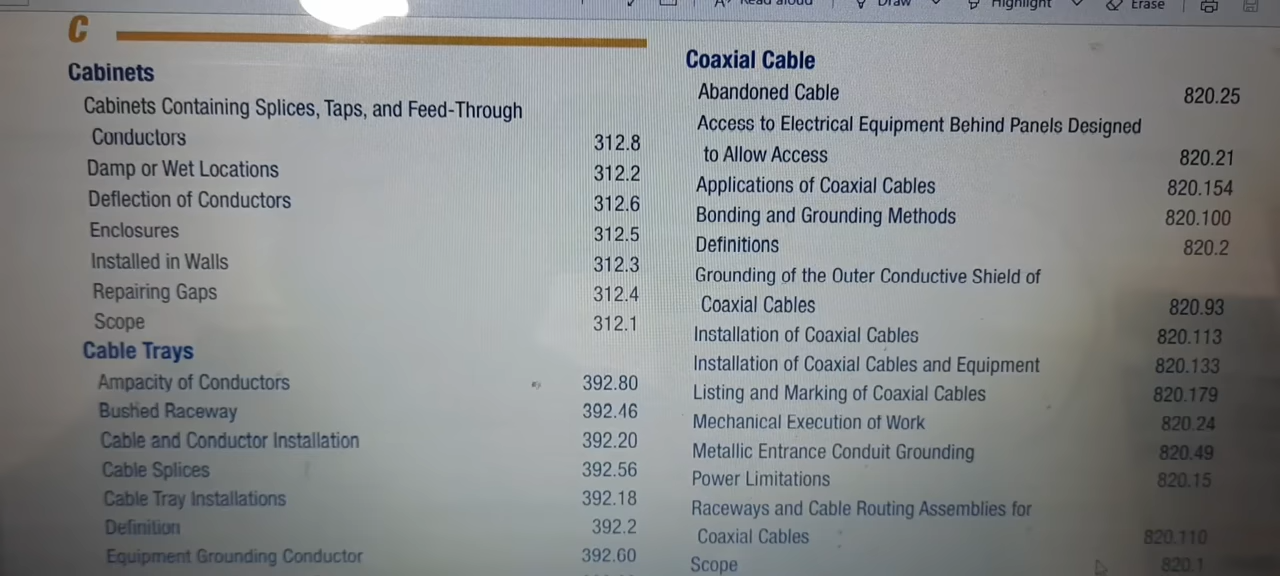 Read aloud
Draw
Highlight
Erase
C
Cabinets
Cabinets Containing Splices, Taps, and Feed-Through
Conductors 312.8
Damp or Wet Locations 312.2
Deflection of Conductors 312.6
Enclosures 312.5
Installed in Walls 312.3
Repairing Gaps 312.4
Scope 312.1
Cable Trays
Ampacity of Conductors 392.80
Bushed Raceway 392.46
Cable and Conductor Installation 392.20
Cable Splices 392.56
Cable Tray Installations 392.18
Definition 392.2
Equipment Grounding Conductor 392.60
Coaxial Cable
Abandoned Cable 820.25
Access to Electrical Equipment Behind Panels Designed
to Allow Access 820.21
Applications of Coaxial Cables 820.154
Bonding and Grounding Methods 820.100
Definitions 820.2
Grounding of the Outer Conductive Shield of
Coaxial Cables 820.93
Installation of Coaxial Cables 820.113
Installation of Coaxial Cables and Equipment 820.133
Listing and Marking of Coaxial Cables 820.179
Mechanical Execution of Work 820.24
Metallic Entrance Conduit Grounding 820.49
Power Limitations 820.15
Raceways and Cable Routing Assemblies for
Coaxial Cables 820.110
Scope 820.1